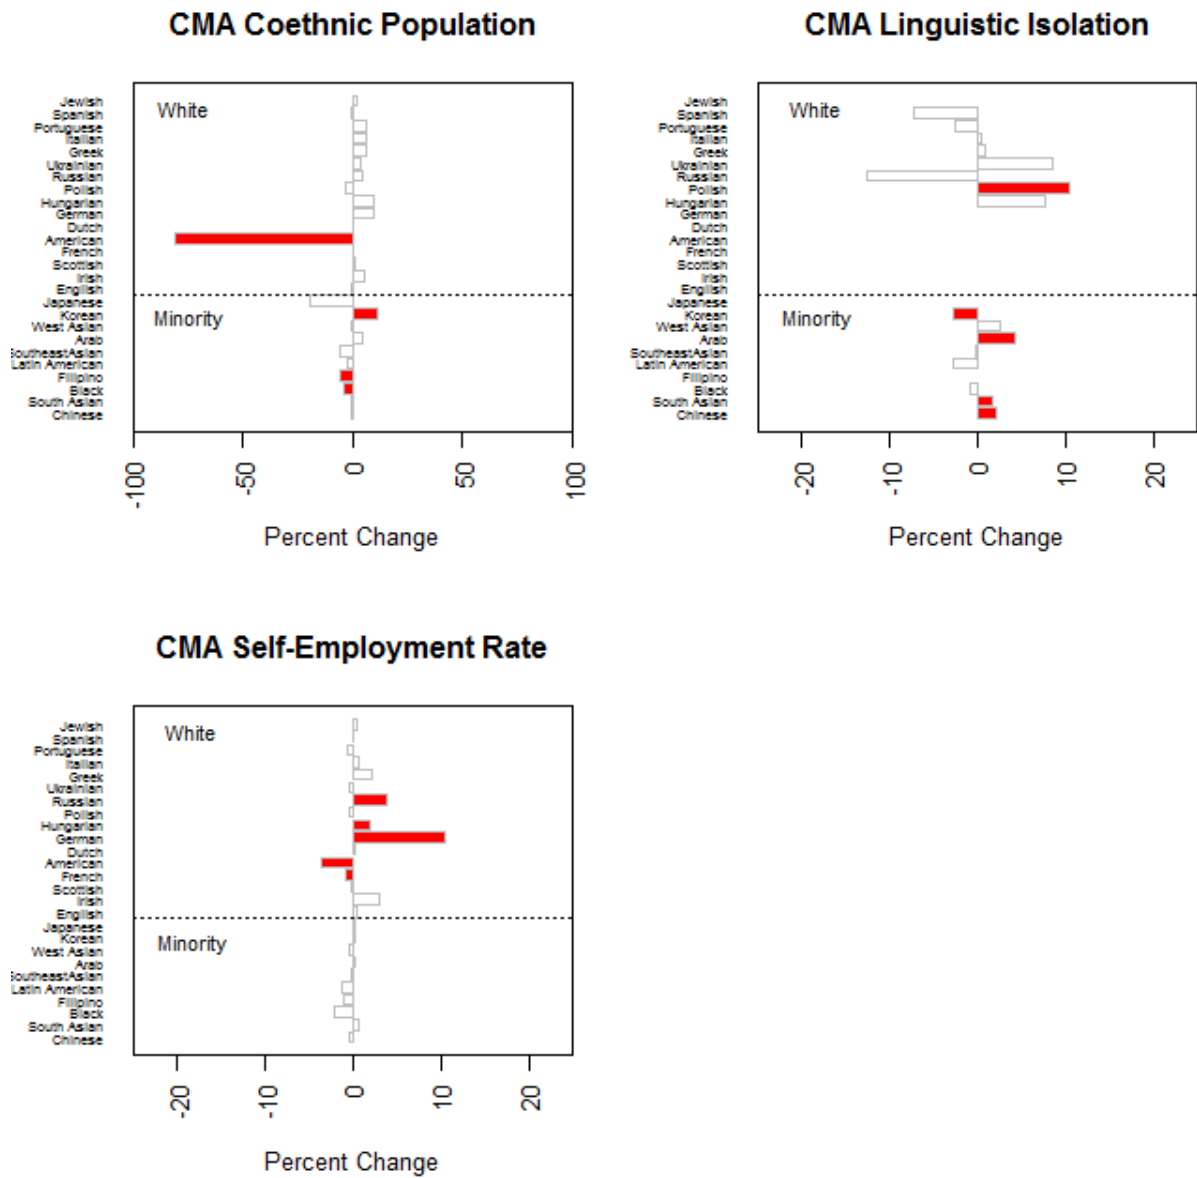 CMA Coethnic Population
White
Jewish
Spanish
Portuguese
Italian
Greek
Ukrainian
Russian
Polish
Hungarian
German
Dutch
American
French
Scottish
Irish
English
Japanese
Korean
Minority
West Asian
Arab
SoutheastAsian
Latin American
Filipino
Black
South Asian
Chinese
-100
-50
0
50
100
Percent Change
CMA Linguistic Isolation
White
Jewish
Spanish
Portuguese
Italian
Greek
Ukrainian
Russian
Polish
Hungarian
German
Dutch
American
French
Scottish
Irish
English
Japanese
Korean
Minority
West Asian
Arab
SoutheastAsian
Latin American
Filipino
Black
South Asian
Chinese
-20
-10
0
10
20
Percent Change
CMA Self-Employment Rate
White
Jewish
Spanish
Portuguese
Italian
Greek
Ukrainian
Russian
Polish
Hungarian
German
Dutch
American
French
Scottish
Irish
English
Japanese
Korean
Minority
West Asian
Arab
SoutheastAsian
Latin American
Filipino
Black
South Asian
Chinese
-20
-10
0
10
20
Percent Change